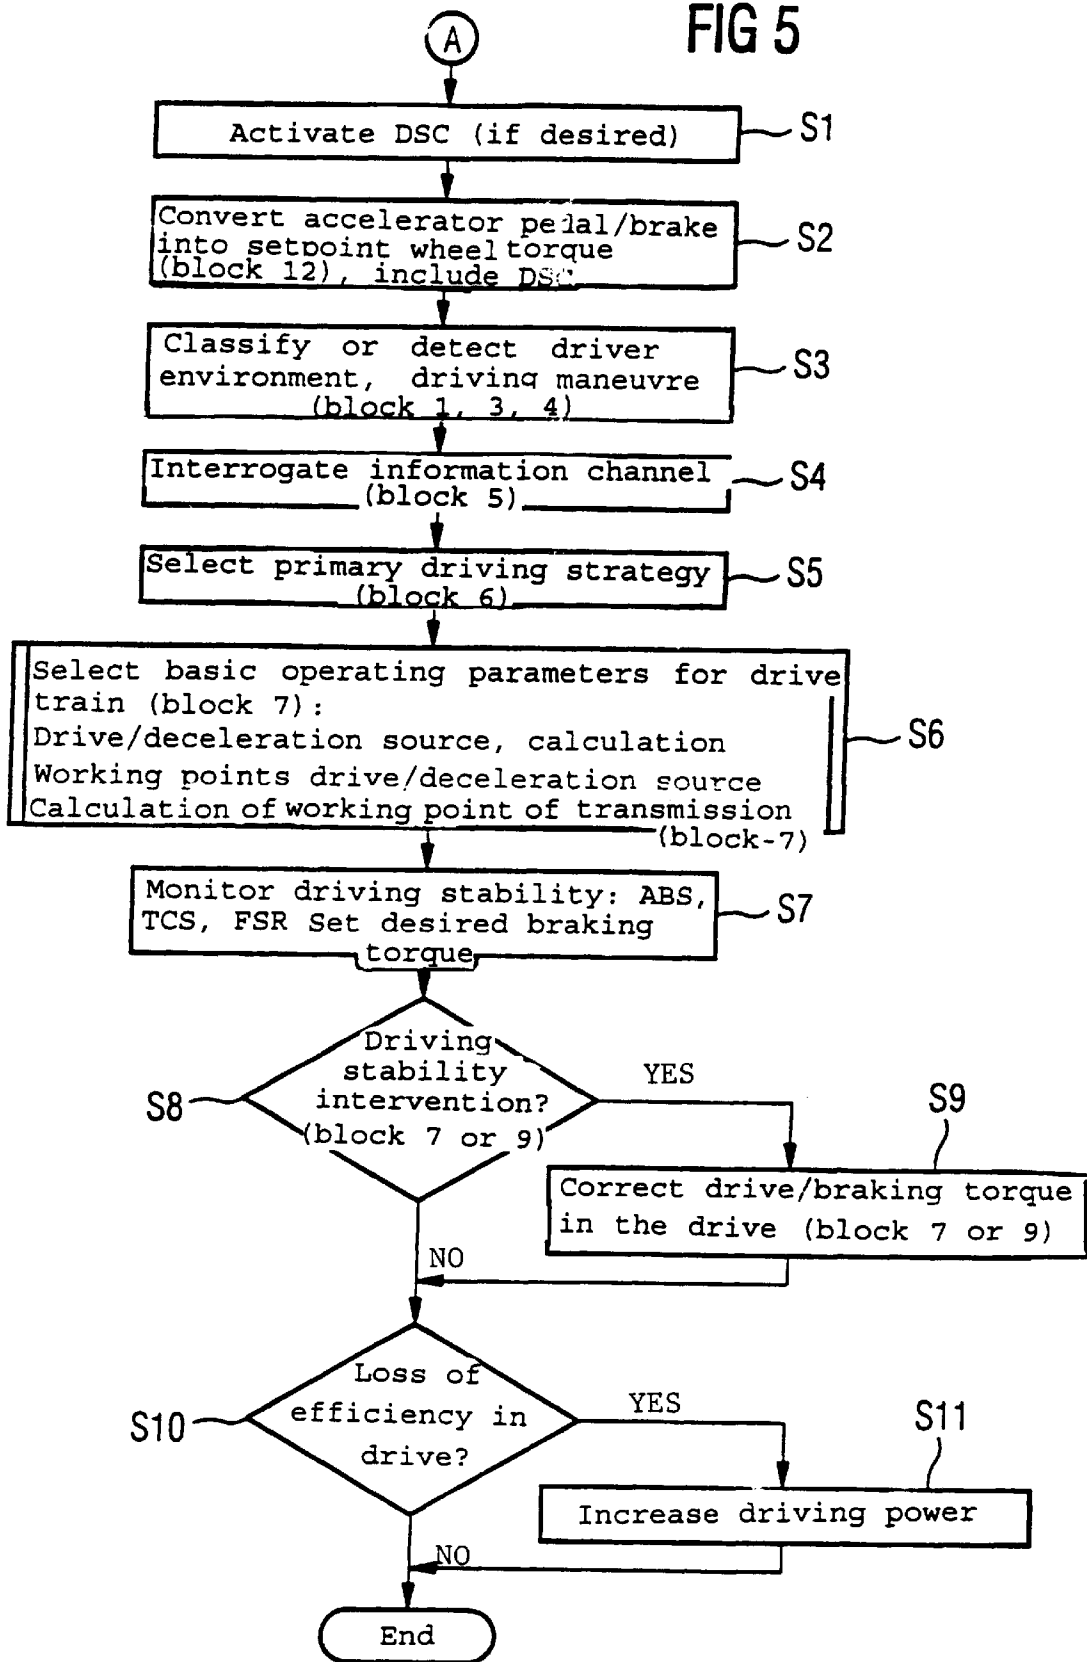 FIG 5
A
Activate DSC (if desired)
S1
Convert accelerator pedal/brake
into setpoint wheel torque
(block 12), include DSC
S2
Classify or detect driver
environment, driving maneuvre
(block 1, 3, 4)
S3
Interrogate information channel
(block 5)
S4
Select primary driving strategy
(block 6)
S5
Select basic operating parameters for drive
train (block 7):
Drive/deceleration source, calculation
Working points drive/deceleration source
Calculation of working point of transmission
(block-7)
S6
Monitor driving stability: ABS,
TCS, FSR Set desired braking
torque
S7
Driving
stability
intervention?
(block 7 or 9)
S8
YES
S9
Correct drive/braking torque
in the drive (block 7 or 9)
NO
Loss of
efficiency in
drive?
S10
YES
S11
Increase driving power
NO
End